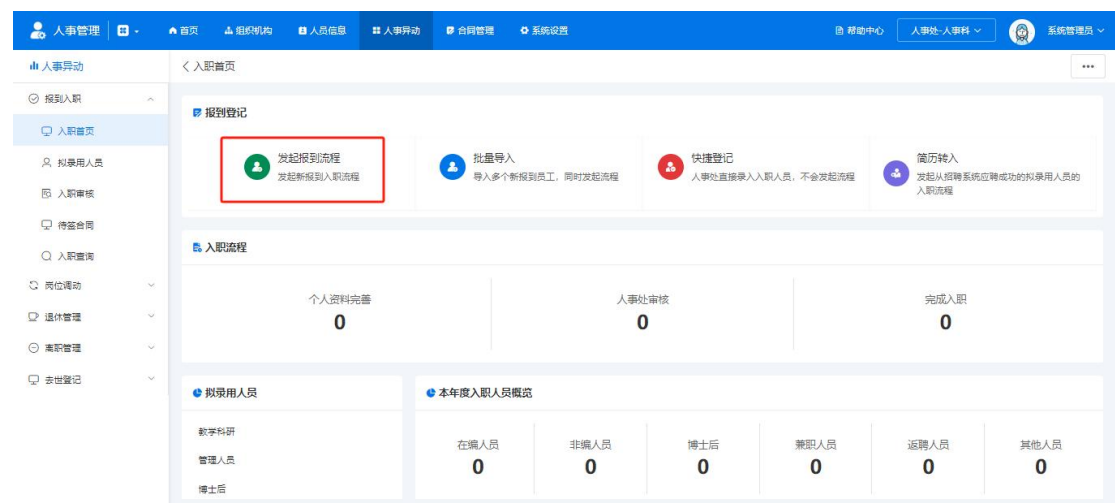 人事管理
首页
组织机构
人员信息
人事异动
合同管理
系统设置
帮助中心
人事处-人事科
系统管理员
人事异动
入职首页
报到入职
入职首页
拟录用人员
入职审核
待签合同
入职查询
岗位调动
退休管理
离职管理
去世登记
报到登记
发起报到流程
发起新报到入职流程
批量导入
导入多个新报到员工，同时发起流程
快捷登记
人事处直接录入入职人员，不会发起流程
简历转入
发起从招聘系统应聘成功的拟录用人员的
入职流程
入职流程
个人资料完善
0
人事处审核
0
完成入职
0
拟录用人员
教学科研
管理人员
博士后
本年度入职人员概览
在编人员
0
非编人员
0
博士后
0
兼职人员
0
返聘人员
0
其他人员
0